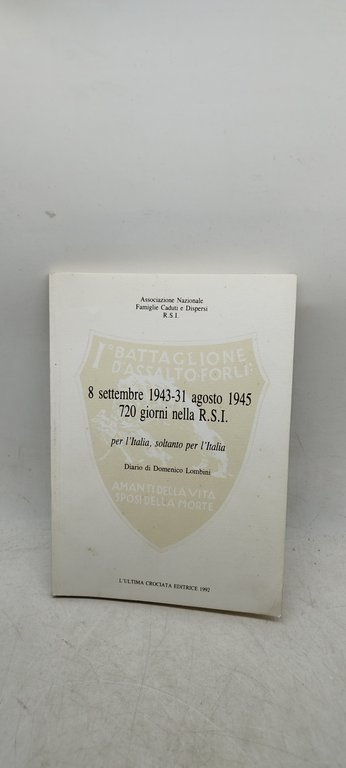 Associazione Nazionale
Famiglie Caduti e Dispersi
R.S.I.
I° BATTAGLIONE
D'ASSALTO·FORLI:
8 settembre 1943-31 agosto 1945
720 giorni nella R.S.I.
per l'Italia, soltanto per l'Italia
Diario di Domenico Lombini
AMANTI DELLA VITA
SPOSI DELLA MORTE
L'ULTIMA CROCIATA EDITRICE 1992